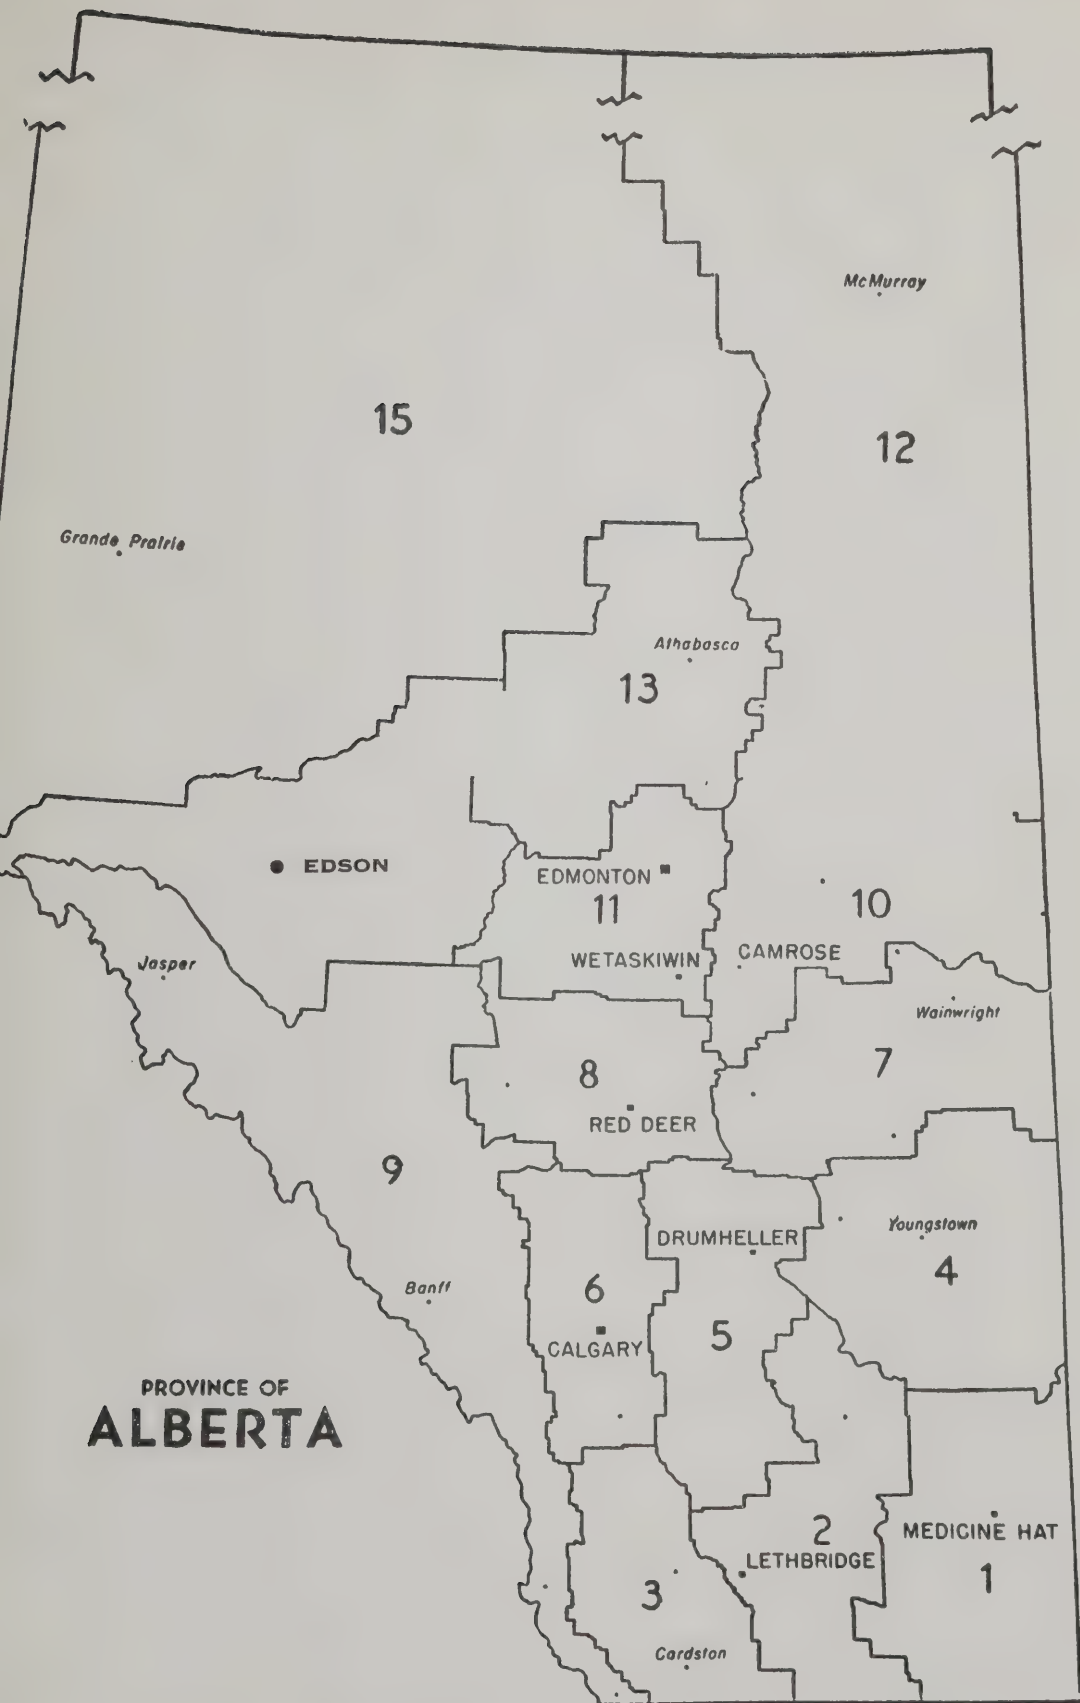 McMurray
15
12
Grande Prairie
Athabasca
13
EDSON
EDMONTON
11
10
CAMROSE
WETASKIWIN
Jasper
Wainwright
7
8
RED DEER
9
Youngstown
DRUMHELLER
4
6
Banff
5
CALGARY
PROVINCE OF
ALBERTA
2
MEDICINE HAT
LETHBRIDGE
1
3
Cardston